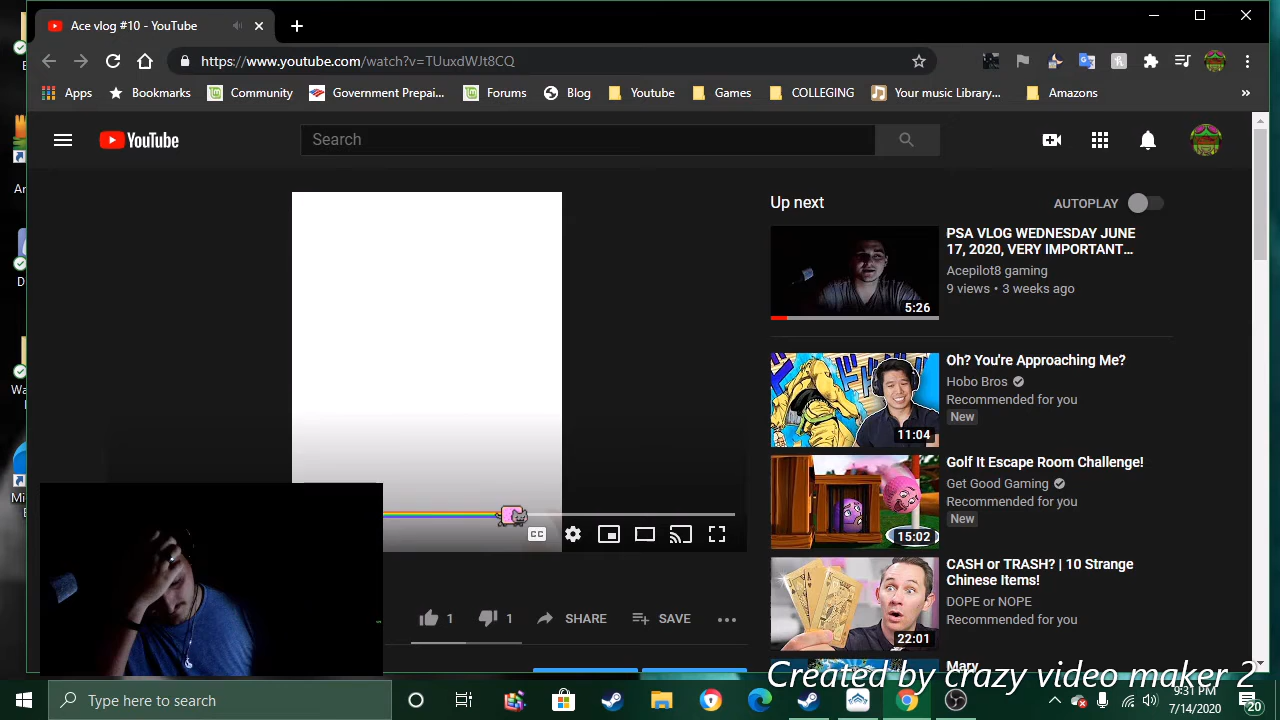 Ace vlog #10 - YouTube
https://www.youtube.com/watch?v=TUuxdWJt8CQ
Apps Bookmarks Community Government Prepai... Forums Blog Youtube Games COLLEGING Your music Library... Amazons »
YouTube
Search
Up next
AUTOPLAY
PSA VLOG WEDNESDAY JUNE
17, 2020, VERY IMPORTANT...
Acepilot8 gaming
9 views • 3 weeks ago
5:26
Oh? You're Approaching Me?
Hobo Bros
Recommended for you
New
11:04
Golf It Escape Room Challenge!
Get Good Gaming
Recommended for you
New
15:02
CASH or TRASH? | 10 Strange
Chinese Items!
DOPE or NOPE
Recommended for you
22:01
CC
1 1 SHARE SAVE
Created by crazy video maker 2
Type here to search
9:31 PM
7/14/2020
20